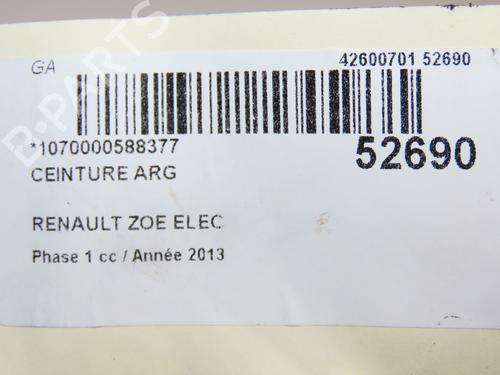 GA
42600701 52690
*1070000588377
52690
CEINTURE ARG
RENAULT ZOE ELEC
Phase 1 cc / Année 2013
B-PARTS